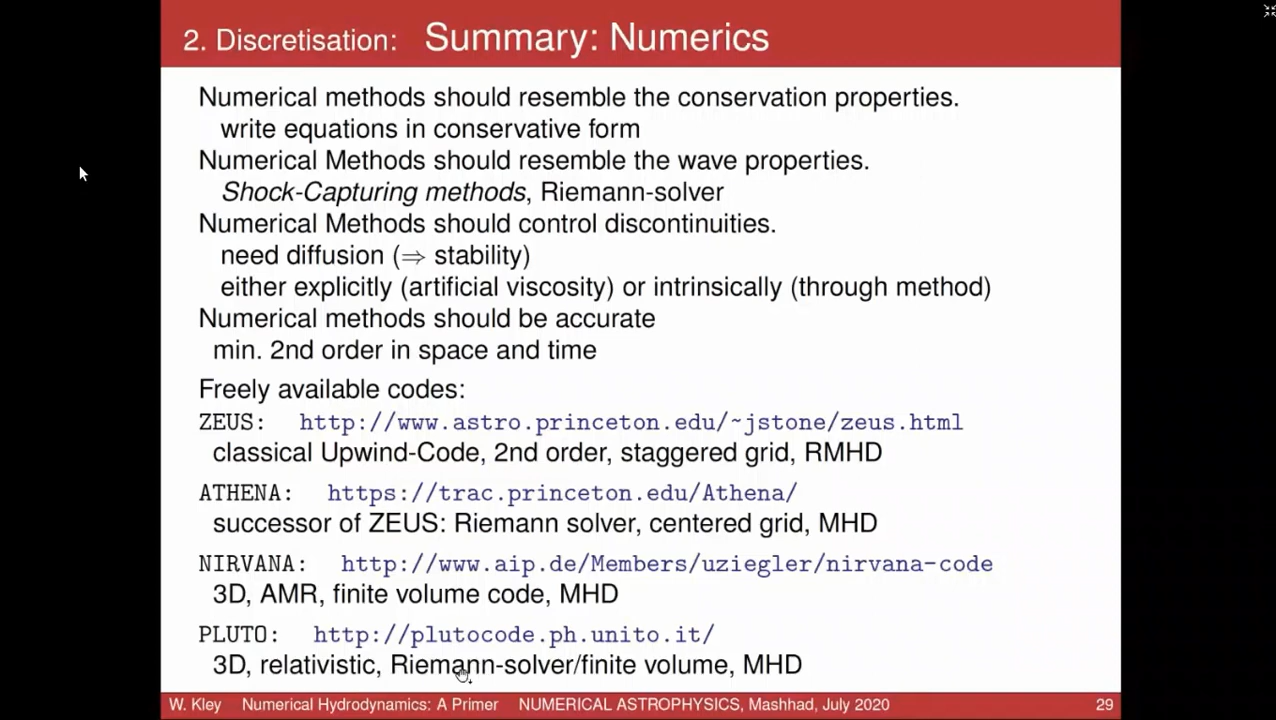 2. Discretisation: Summary: Numerics
Numerical methods should resemble the conservation properties.
write equations in conservative form
Numerical Methods should resemble the wave properties.
Shock-Capturing methods, Riemann-solver
Numerical Methods should control discontinuities.
need diffusion (⇒ stability)
either explicitly (artificial viscosity) or intrinsically (through method)
Numerical methods should be accurate
min. 2nd order in space and time
Freely available codes:
ZEUS: http://www.astro.princeton.edu/~jstone/zeus.html
classical Upwind-Code, 2nd order, staggered grid, RMHD
ATHENA: https://trac.princeton.edu/Athena/
successor of ZEUS: Riemann solver, centered grid, MHD
NIRVANA: http://www.aip.de/Members/uziegler/nirvana-code
3D, AMR, finite volume code, MHD
PLUTO: http://plutocode.ph.unito.it/
3D, relativistic, Riemann-solver/finite volume, MHD
W. Kley Numerical Hydrodynamics: A Primer NUMERICAL ASTROPHYSICS, Mashhad, July 2020 29